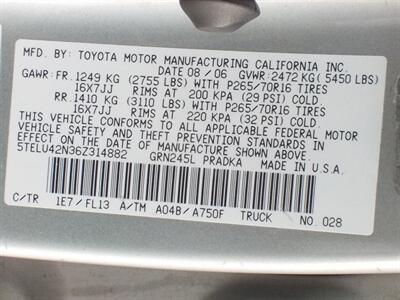 MFD. BY: TOYOTA MOTOR MANUFACTURING CALIFORNIA INC.
DATE 08 / 06 GVWR: 2472 KG( 5450 LBS)
GAWR: FR. 1249 KG (2755 LBS) WITH P265/70R16 TIRES
16X7JJ RIMS AT 200 KPA (29 PSI) COLD.
RR. 1410 KG (3110 LBS) WITH P265/70R16 TIRES
16X7JJ RIMS AT 220 KPA (32 PSI) COLD.
THIS VEHICLE CONFORMS TO ALL APPLICABLE FEDERAL MOTOR
VEHICLE SAFETY AND THEFT PREVENTION STANDARDS IN EFFECT
ON THE DATE OF MANUFACTURE SHOWN ABOVE.
5TELU42N36Z314882 GRN245L PRADKA MADE IN U.S.A.
C/TR 1E7 / FL13 A/TM A04B / A750F TRUCK NO. 028